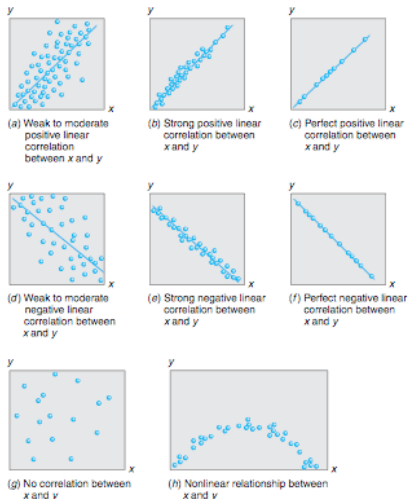 y
y
y
x
x
x
(a) Weak to moderate
positive linear
correlation
between x and y
(b) Strong positive linear
correlation between
x and y
(c) Perfect positive linear
correlation between
x and y
y
y
y
x
x
x
(d) Weak to moderate
negative linear
correlation between
x and y
(e) Strong negative linear
correlation between
x and y
(f) Perfect negative linear
correlation between
x and y
y
y
x
x
(g) No correlation between
x and y
(h) Nonlinear relationship between
x and y